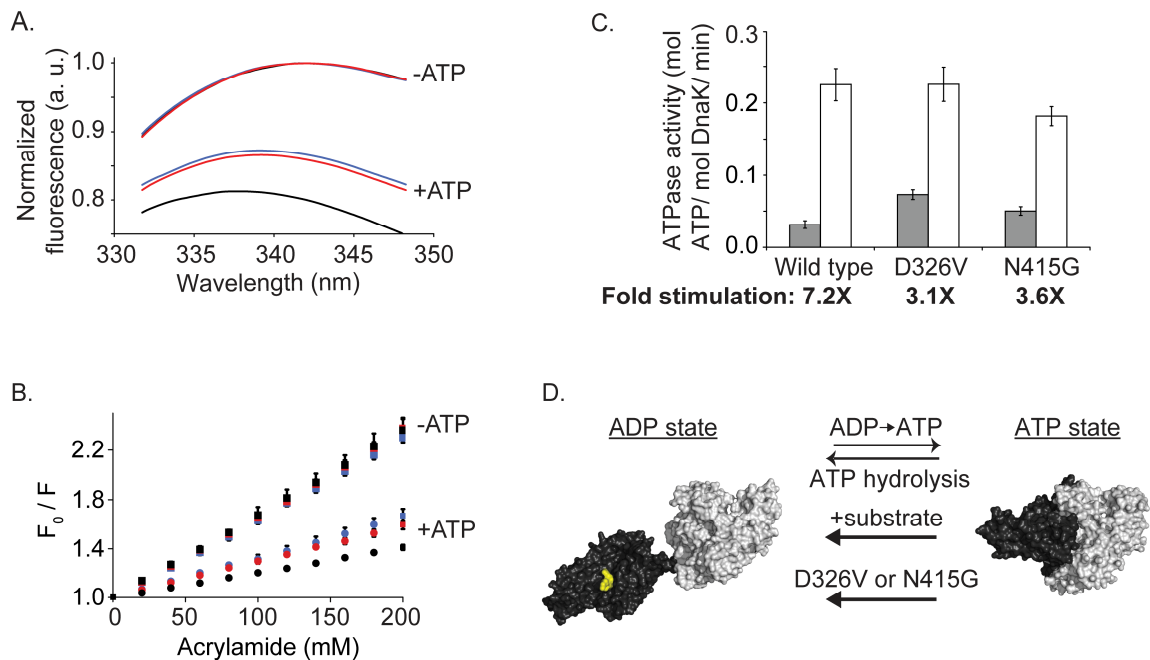 A.
Normalized
fluorescence (a. u.)
1.0
0.9
0.8
-ATP
+ATP
330
335
340
345
350
Wavelength (nm)
C.
ATPase activity (mol
ATP/ mol DnaK/ min)
0.3
0.2
0.1
0.0
Wild type
D326V
N415G
Fold stimulation: 7.2X
3.1X
3.6X
B.
F0 / F
2.2
1.8
1.4
1.0
-ATP
+ATP
0
50
100
150
200
Acrylamide (mM)
D.
ADP state
ADP→ATP
ATP hydrolysis
+substrate
D326V or N415G
ATP state